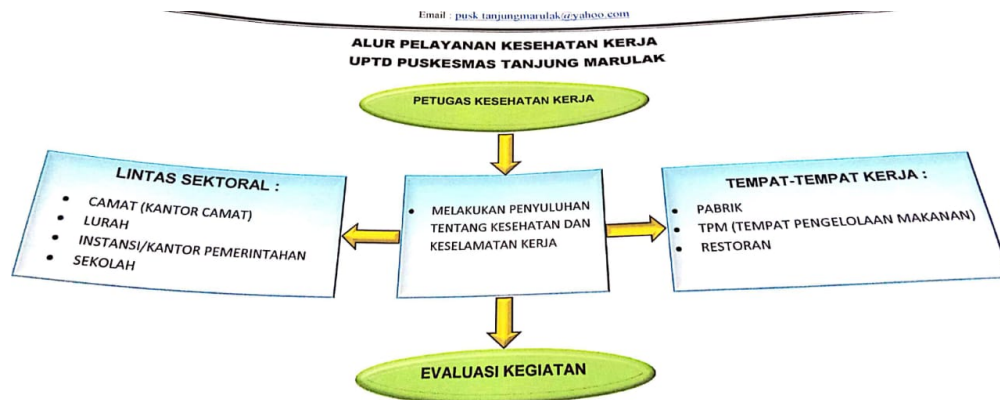 Email : pusk_tanjungmarulak@yahoo.com
ALUR PELAYANAN KESEHATAN KERJA
UPTD PUSKESMAS TANJUNG MARULAK
PETUGAS KESEHATAN KERJA
LINTAS SEKTORAL :
• CAMAT (KANTOR CAMAT)
• LURAH
• INSTANSI/KANTOR PEMERINTAHAN
• SEKOLAH
• MELAKUKAN PENYULUHAN
TENTANG KESEHATAN DAN
KESELAMATAN KERJA
TEMPAT-TEMPAT KERJA :
• PABRIK
• TPM (TEMPAT PENGELOLAAN MAKANAN)
• RESTORAN
EVALUASI KEGIATAN